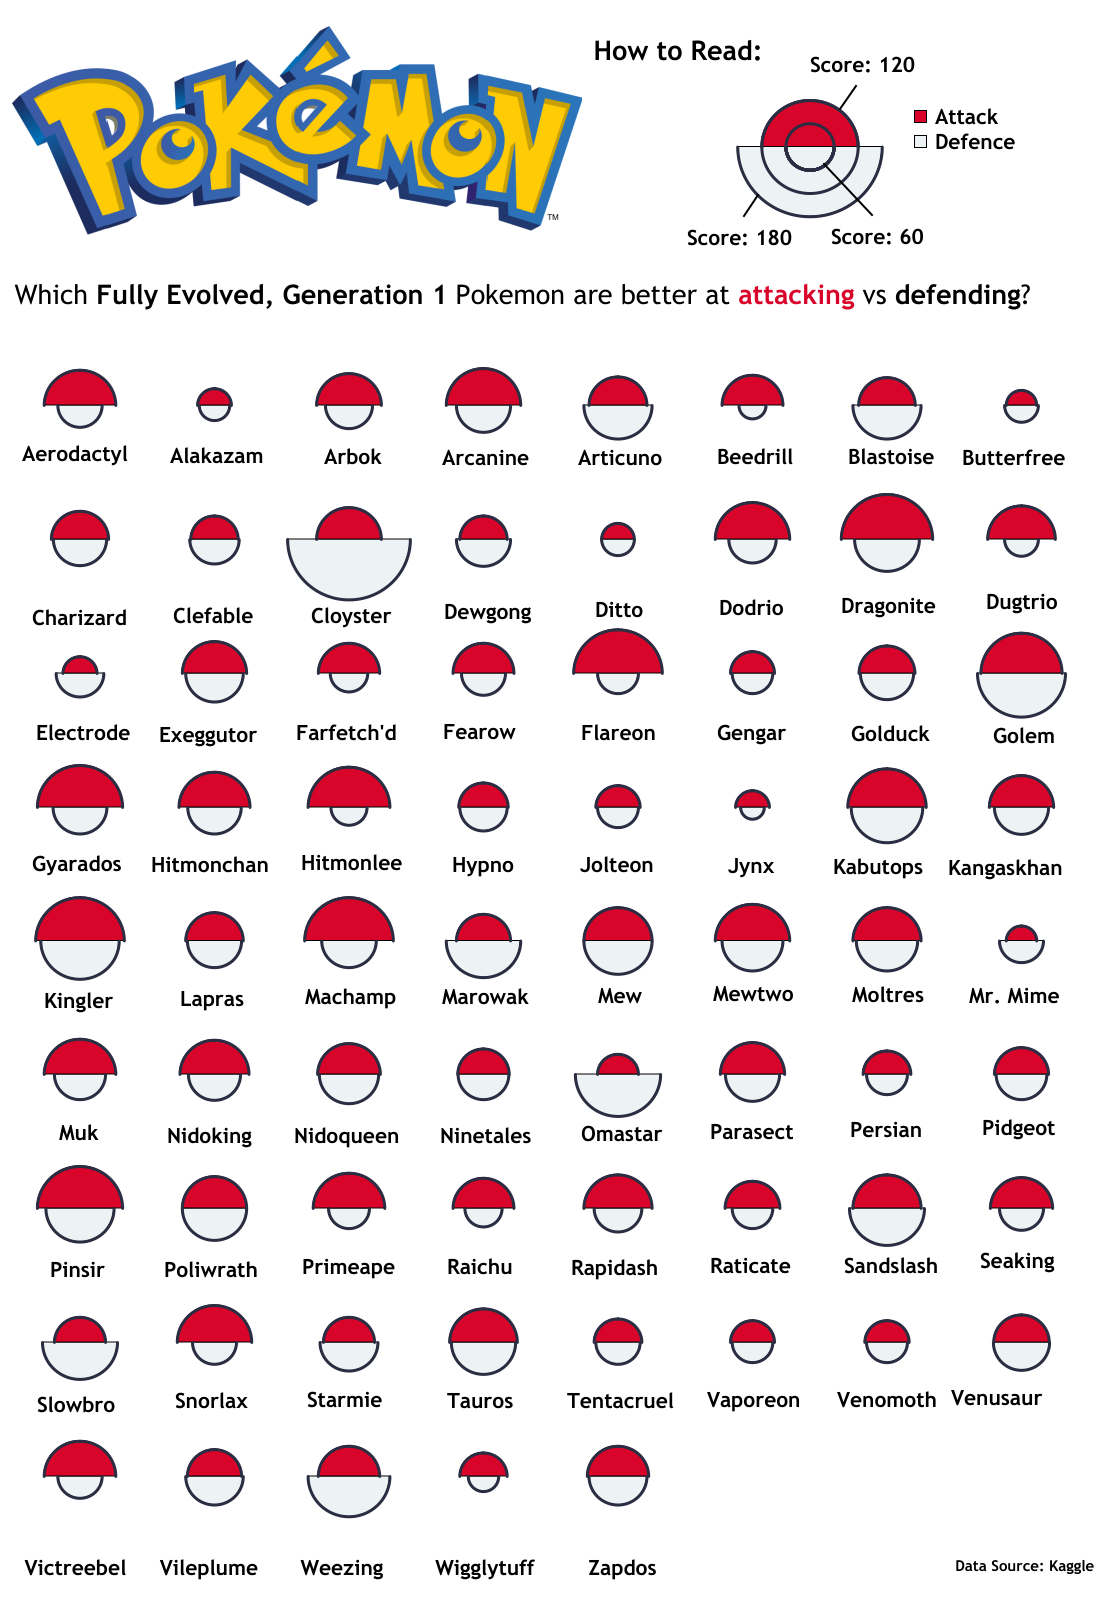 POKéMON
TM
How to Read:
Score: 120
Attack
Defence
Score: 180
Score: 60
Which Fully Evolved, Generation 1 Pokemon are better at attacking vs defending?
Aerodactyl Alakazam Arbok Arcanine Articuno Beedrill Blastoise Butterfree
Charizard Clefable Cloyster Dewgong Ditto Dodrio Dragonite Dugtrio
Electrode Exeggutor Farfetch'd Fearow Flareon Gengar Golduck Golem
Gyarados Hitmonchan Hitmonlee Hypno Jolteon Jynx Kabutops Kangaskhan
Kingler Lapras Machamp Marowak Mew Mewtwo Moltres Mr. Mime
Muk Nidoking Nidoqueen Ninetales Omastar Parasect Persian Pidgeot
Pinsir Poliwrath Primeape Raichu Rapidash Raticate Sandslash Seaking
Slowbro Snorlax Starmie Tauros Tentacruel Vaporeon Venomoth Venusaur
Victreebel Vileplume Weezing Wigglytuff Zapdos
Data Source: Kaggle